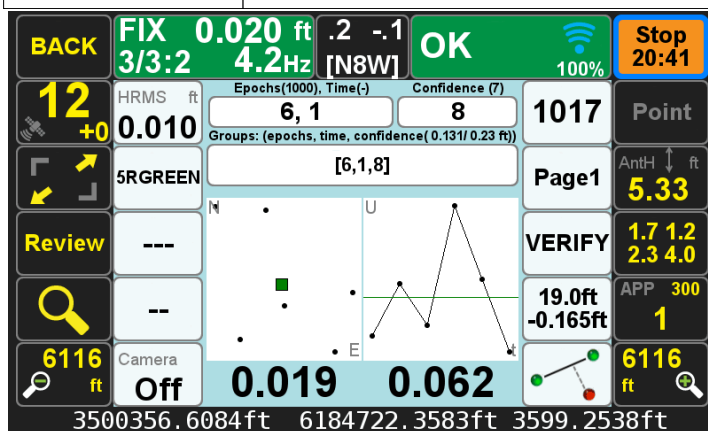 BACK
FIX 0.020 ft
3/3:2 4.2Hz
.2 -.1
[N8W]
OK
100%
Stop
20:41
12
+0
HRMS ft
0.010
Epochs(1000), Time(-)
6, 1
Confidence (7)
8
1017
Point
Groups: (epochs, time, confidence( 0.131/ 0.23 ft))
[6,1,8]
5RGREEN
Page1
AntH ft
5.33
N
U
Review
---
VERIFY
1.7 1.2
2.3 4.0
--
19.0ft
-0.165ft
APP 300
1
E
t
6116
ft
Camera
Off
0.019
0.062
6116
ft
3500356.6084ft 6184722.3583ft 3599.2538ft